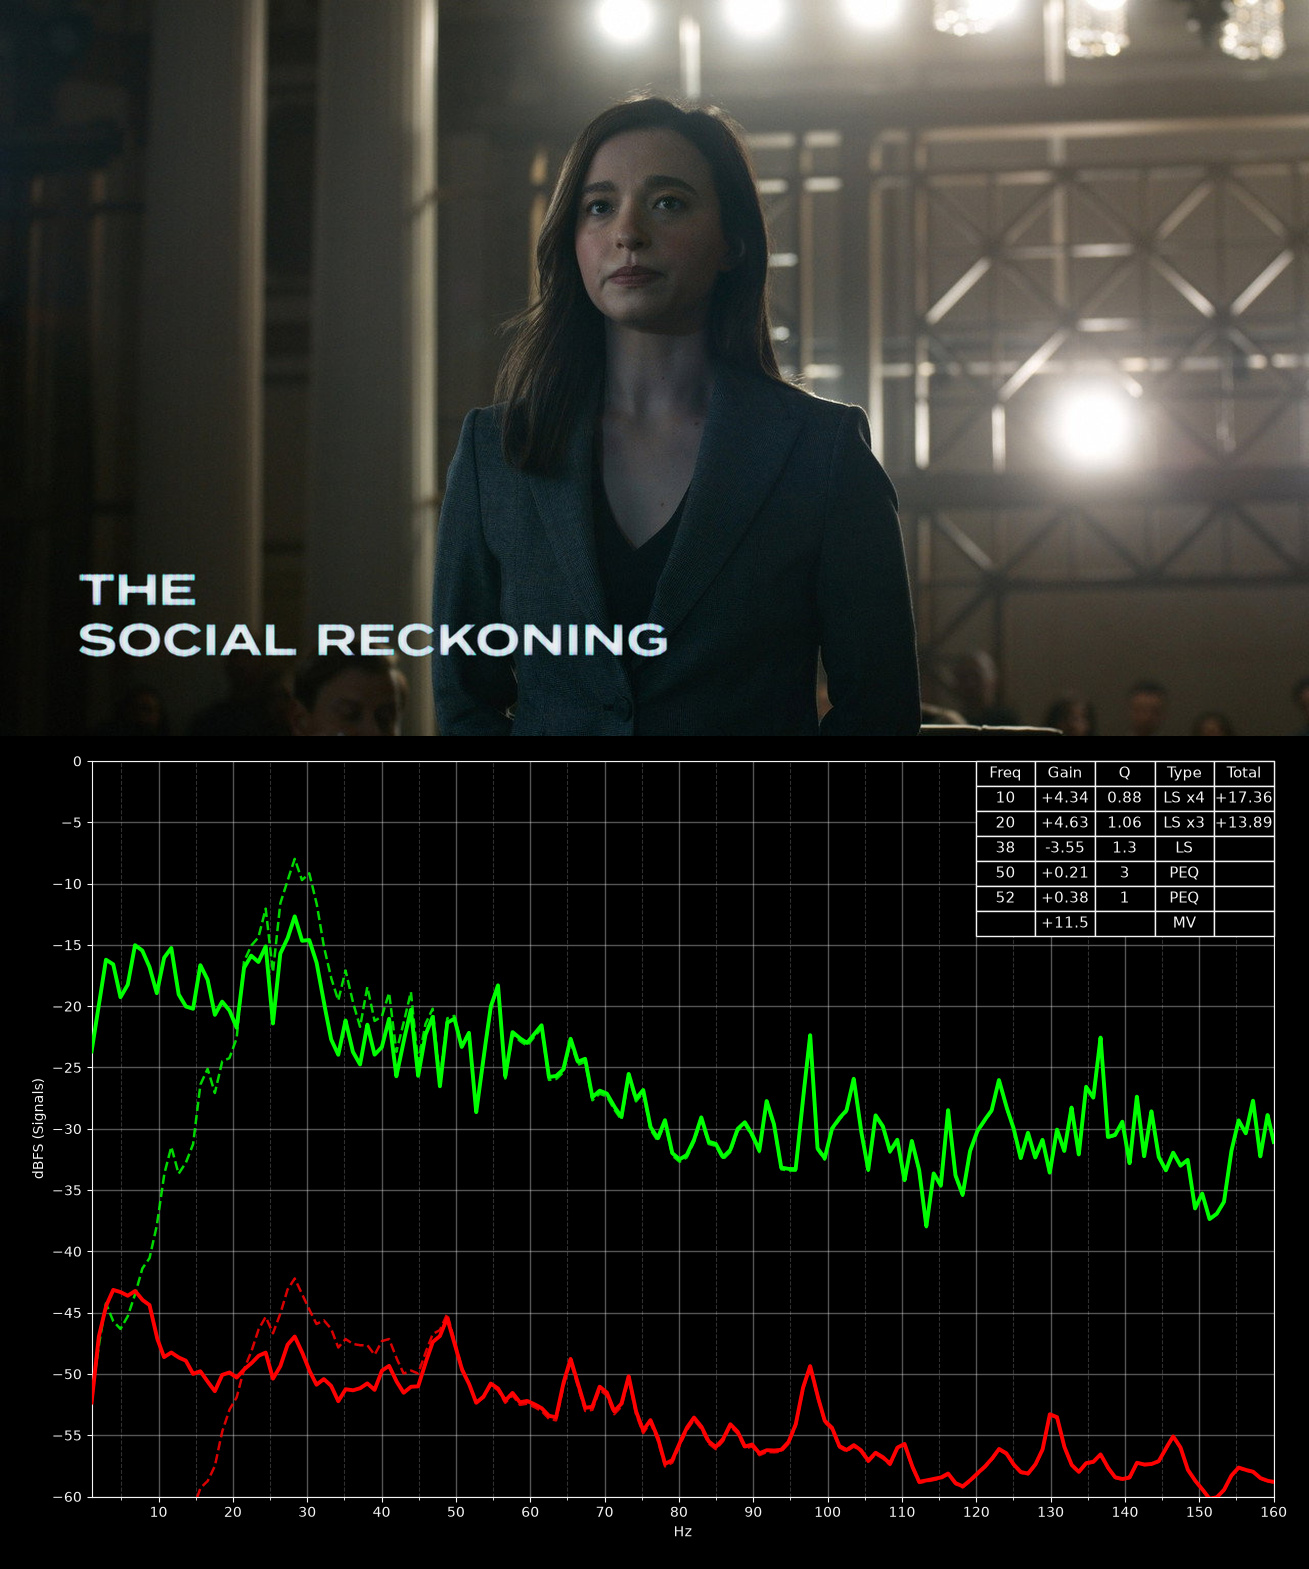 THE
SOCIAL RECKONING
Freq Gain Q Type Total
10 +4.34 0.88 LS x4 +17.36
20 +4.63 1.06 LS x3 +13.89
38 -3.55 1.3 LS
50 +0.21 3 PEQ
52 +0.38 1 PEQ
+11.5 MV
0
−5
−10
−15
−20
−25
−30
−35
−40
−45
−50
−55
−60
dBFS (Signals)
10 20 30 40 50 60 70 80 90 100 110 120 130 140 150 160
Hz